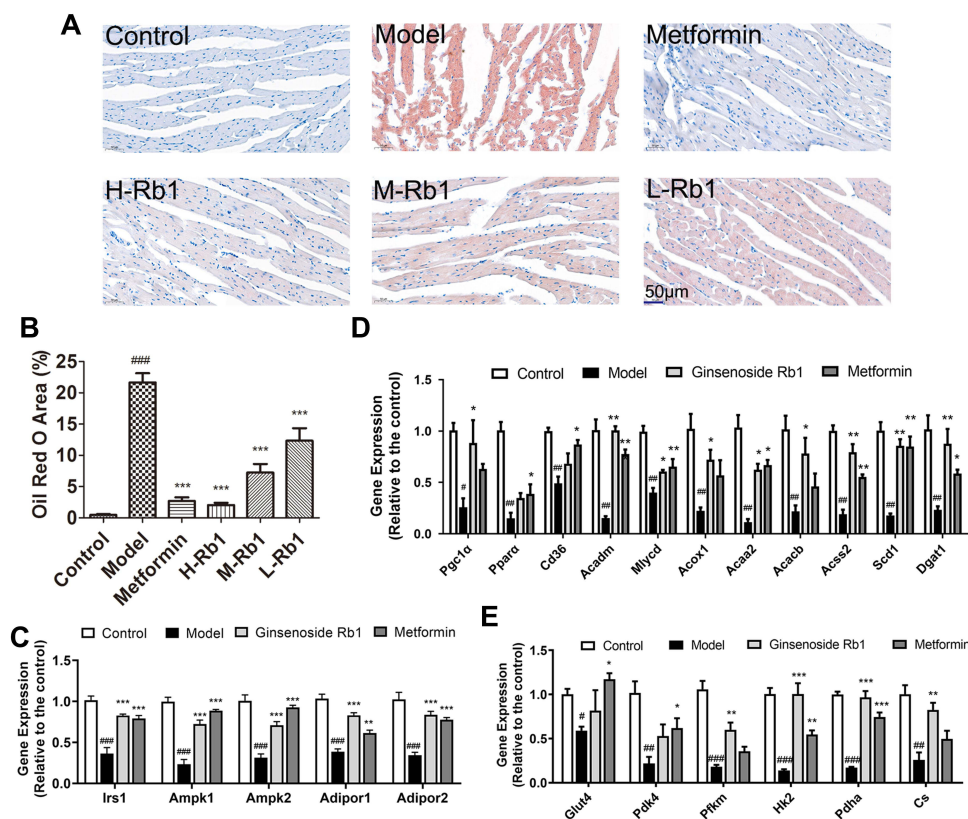 A
Control
Model
Metformin
H-Rb1
M-Rb1
L-Rb1
50μm
B
Oil Red O Area (%)
25
20
15
10
5
0
###
***
***
***
***
Control
Model
Metformin
H-Rb1
M-Rb1
L-Rb1
D
Control
Model
Ginsenoside Rb1
Metformin
Gene Expression
(Relative to the control)
1.5
1.0
0.5
0.0
# *
## *
## *
## ** **
## * **
## *
## * *
## *
## ** **
## ** **
## ** *
Pgc1α
Pparα
Cd36
Acadm
Mlycd
Acox1
Acaa2
Acacb
Acss2
Scd1
Dgat1
C
Control
Model
Ginsenoside Rb1
Metformin
Gene Expression
(Relative to the control)
1.5
1.0
0.5
0.0
### *** ***
### *** ***
### *** ***
### *** **
### *** ***
Irs1
Ampk1
Ampk2
Adipor1
Adipor2
E
Control
Model
Ginsenoside Rb1
Metformin
Gene Expression
(Relative to the control)
1.5
1.0
0.5
0.0
# *
## *
### **
### *** **
### *** ***
## **
Glut4
Pdk4
Pfkm
Hk2
Pdha
Cs